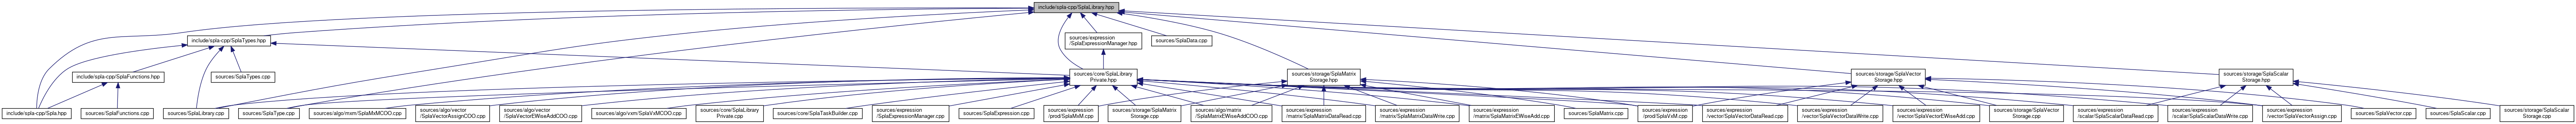 include/spla-cpp/SplaLibrary.hpp
include/spla-cpp/SplaTypes.hpp
sources/expression
/SplaExpressionManager.hpp
sources/SplaData.cpp
include/spla-cpp/SplaFunctions.hpp
sources/SplaTypes.cpp
sources/core/SplaLibrary
Private.hpp
sources/storage/SplaMatrix
Storage.hpp
sources/storage/SplaVector
Storage.hpp
sources/storage/SplaScalar
Storage.hpp
include/spla-cpp/Spla.hpp
sources/SplaFunctions.cpp
sources/SplaLibrary.cpp
sources/SplaType.cpp
sources/algo/mxm/SplaMxMCOO.cpp
sources/algo/vector
/SplaVectorAssignCOO.cpp
sources/algo/vector
/SplaVectorEWiseAddCOO.cpp
sources/algo/vxm/SplaVxMCOO.cpp
sources/core/SplaLibrary
Private.cpp
sources/core/SplaTaskBuilder.cpp
sources/expression
/SplaExpressionManager.cpp
sources/SplaExpression.cpp
sources/expression
/prod/SplaMxM.cpp
sources/storage/SplaMatrix
Storage.cpp
sources/algo/matrix
/SplaMatrixEWiseAddCOO.cpp
sources/expression
/matrix/SplaMatrixDataRead.cpp
sources/expression
/matrix/SplaMatrixDataWrite.cpp
sources/expression
/matrix/SplaMatrixEWiseAdd.cpp
sources/SplaMatrix.cpp
sources/expression
/prod/SplaVxM.cpp
sources/expression
/vector/SplaVectorDataRead.cpp
sources/expression
/vector/SplaVectorDataWrite.cpp
sources/expression
/vector/SplaVectorEWiseAdd.cpp
sources/storage/SplaVector
Storage.cpp
sources/expression
/scalar/SplaScalarDataRead.cpp
sources/expression
/scalar/SplaScalarDataWrite.cpp
sources/expression
/vector/SplaVectorAssign.cpp
sources/SplaVector.cpp
sources/SplaScalar.cpp
sources/storage/SplaScalar
Storage.cpp